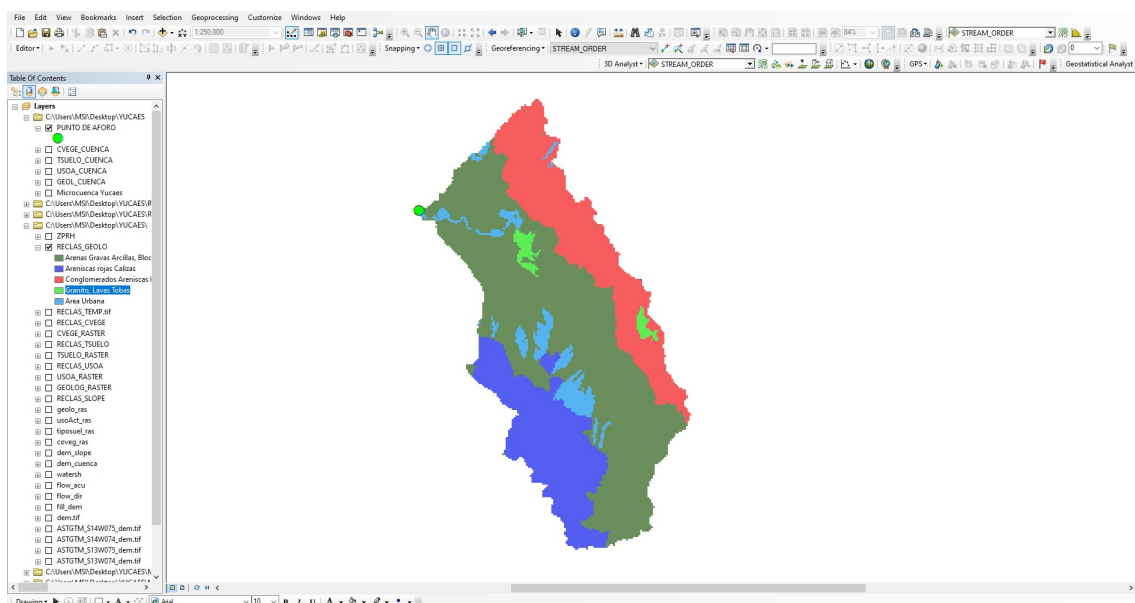 File Edit View Bookmarks Insert Selection Geoprocessing Customize Windows Help
1:250,000 84% STREAM_ORDER
Editor Snapping Georeferencing STREAM_ORDER 0
3D Analyst STREAM_ORDER GPS Geostatistical Analyst
Table Of Contents
Layers
C:\Users\MSI\Desktop\YUCAES
PUNTO DE AFORO
CVEGE_CUENCA
TSUELO_CUENCA
USOA_CUENCA
GEOL_CUENCA
Microcuenca Yucaes
C:\Users\MSI\Desktop\YUCAES\R
C:\Users\MSI\Desktop\YUCAES\R
C:\Users\MSI\Desktop\YUCAES\
ZPRH
RECLAS_GEOLO
Arenas Gravas Arcillas, Bloc
Areniscas rojas Calizas
Conglomerados Areniscas
Granito, Lavas Tobas
Area Urbana
RECLAS_TEMP.tif
RECLAS_CVEGE
CVEGE_RASTER
RECLAS_TSUELO
TSUELO_RASTER
RECLAS_USOA
USOA_RASTER
GEOLOG_RASTER
RECLAS_SLOPE
geolo_ras
usoAct_ras
tiposuel_ras
coveg_ras
dem_slope
dem_cuenca
watersh
flow_acu
flow_dir
fill_dem
dem.tif
ASTGTM_S14W075_dem.tif
ASTGTM_S14W074_dem.tif
ASTGTM_S13W075_dem.tif
ASTGTM_S13W074_dem.tif
Drawing A Arial 10 B I U A